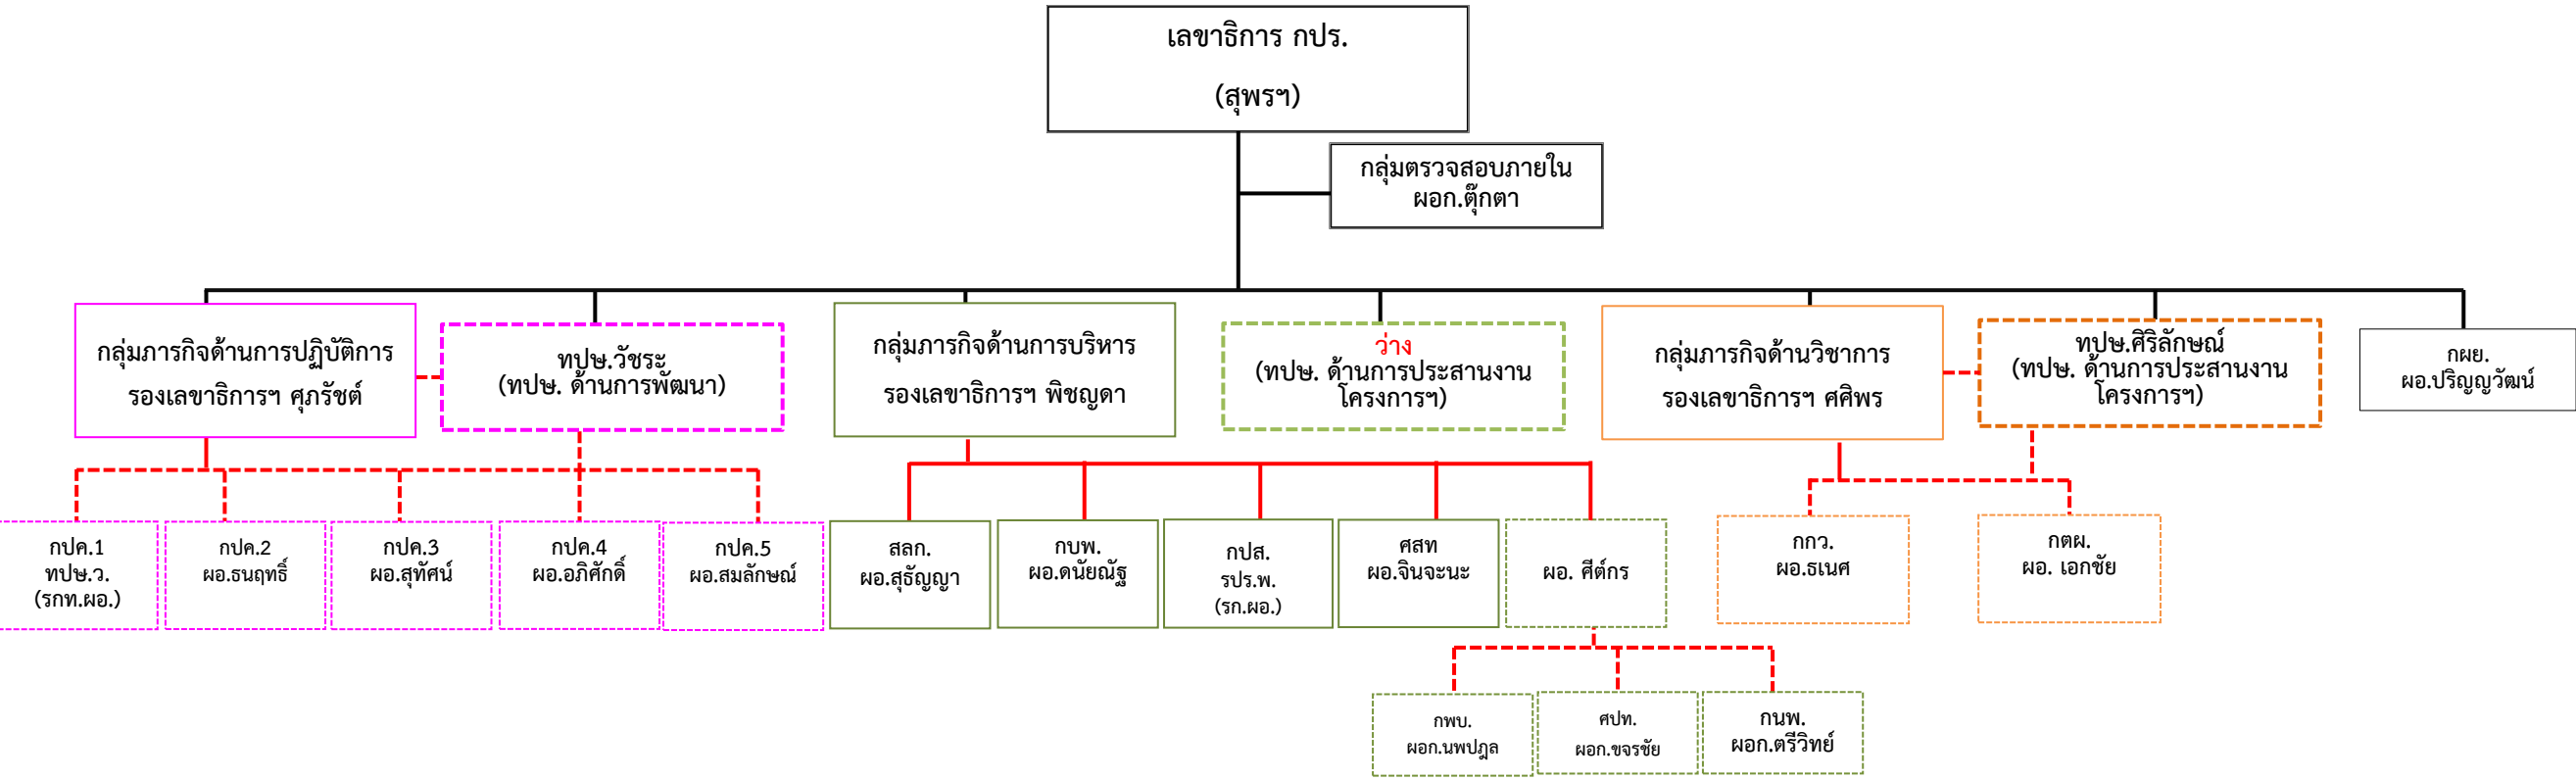 เลขาธิการ กปร.
(สุพรฯ)
กลุ่มตรวจสอบภายใน
ผอก.ตุ๊กตา
กลุ่มภารกิจด้านการปฏิบัติการ
รองเลขาธิการฯ ศุภรัชต์
ทปษ.วัชระ
(ทปษ. ด้านการพัฒนา)
กลุ่มภารกิจด้านการบริหาร
รองเลขาธิการฯ พิชญดา
ว่าง
(ทปษ. ด้านการประสานงาน
โครงการฯ)
กลุ่มภารกิจด้านวิชาการ
รองเลขาธิการฯ ศศิพร
ทปษ.ศิริลักษณ์
(ทปษ. ด้านการประสานงาน
โครงการฯ)
กผย.
ผอ.ปริญญวัฒน์
กปค.1
ทปษ.ว.
(รกท.ผอ.)
กปค.2
ผอ.ธนฤทธิ์
กปค.3
ผอ.สุทัศน์
กปค.4
ผอ.อภิศักดิ์
กปค.5
ผอ.สมลักษณ์
สลก.
ผอ.สุธัญญา
กบพ.
ผอ.ดนัยณัฐ
กปส.
รปร.พ.
(รก.ผอ.)
ศสท
ผอ.จินจะนะ
ผอ. ศีต์กร
กกว.
ผอ.ธเนศ
กตผ.
ผอ. เอกชัย
กพบ.
ผอก.นพปฎล
ศปท.
ผอก.ขจรชัย
กนพ.
ผอก.ตรีวิทย์